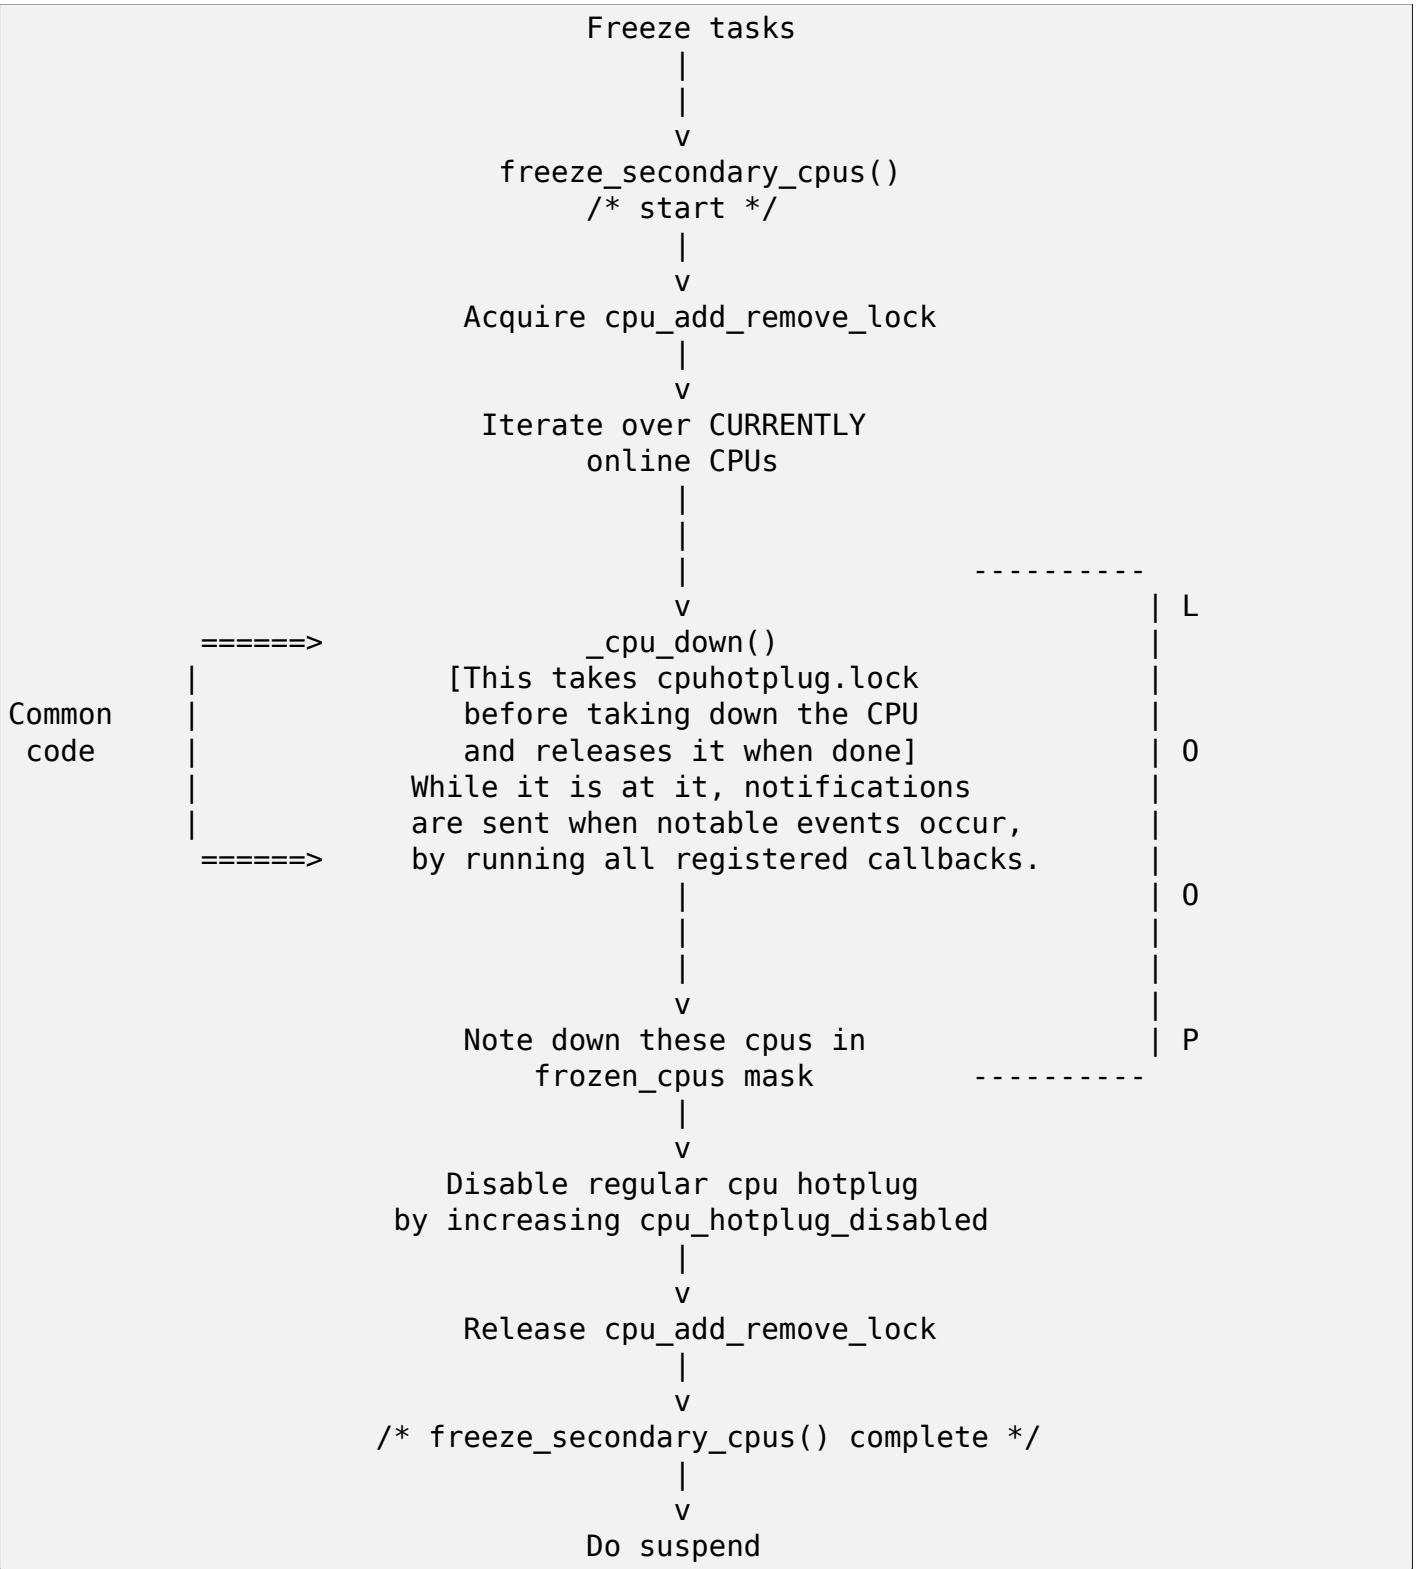 Freeze tasks
|
|
v
freeze_secondary_cpus()
/* start */
|
v
Acquire cpu_add_remove_lock
|
v
Iterate over CURRENTLY
online CPUs
|
|
| ----------
v | L
======> _cpu_down() |
| [This takes cpuhotplug.lock |
Common | before taking down the CPU |
code | and releases it when done] | O
| While it is at it, notifications |
| are sent when notable events occur, |
======> by running all registered callbacks. |
| | O
| |
| |
v |
Note down these cpus in | P
frozen_cpus mask ----------
|
v
Disable regular cpu hotplug
by increasing cpu_hotplug_disabled
|
v
Release cpu_add_remove_lock
|
v
/* freeze_secondary_cpus() complete */
|
v
Do suspend